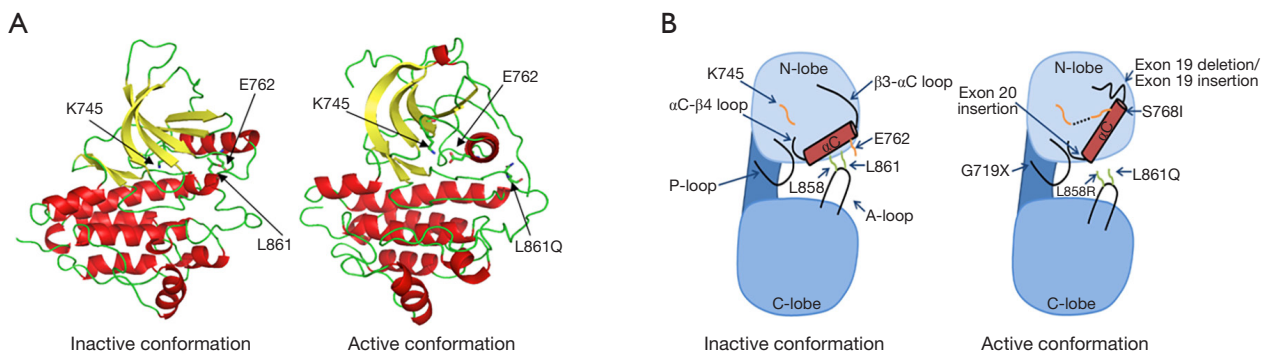 A
K745
E762
L861
Inactive conformation
K745
E762
L861Q
Active conformation
B
N-lobe
K745
β3-αC loop
αC-β4 loop
αC
E762
L861
L858
P-loop
A-loop
C-lobe
Inactive conformation
N-lobe
Exon 19 deletion/
Exon 19 insertion
Exon 20
insertion
S768I
αC
G719X
L861Q
L858R
C-lobe
Active conformation